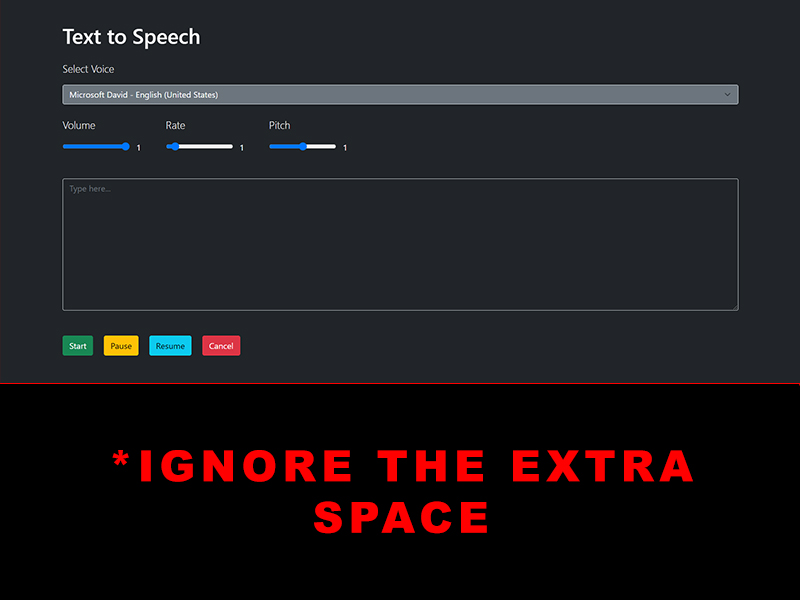 Text to Speech
Select Voice
Microsoft David - English (United States)
Volume Rate Pitch
1 1 1
Type here...
Start Pause Resume Cancel
*IGNORE THE EXTRA
SPACE